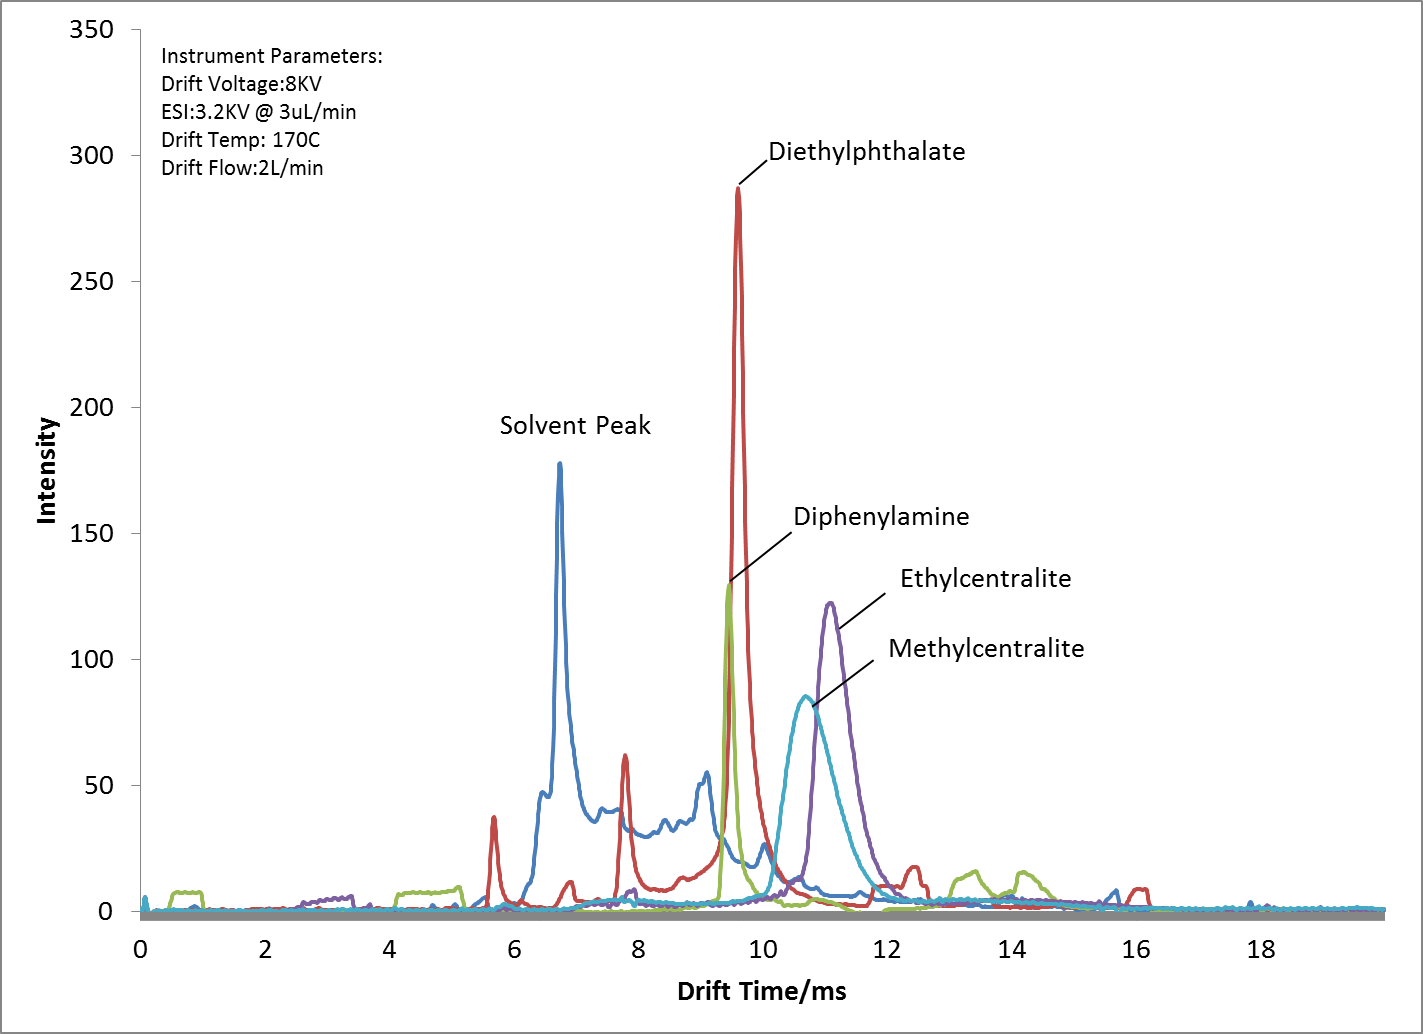 350
300
250
200
150
100
50
0
Intensity
Instrument Parameters:
Drift Voltage:8KV
ESI:3.2KV @ 3uL/min
Drift Temp: 170C
Drift Flow:2L/min
Diethylphthalate
Solvent Peak
Diphenylamine
Ethylcentralite
Methylcentralite
0 2 4 6 8 10 12 14 16 18
Drift Time/ms